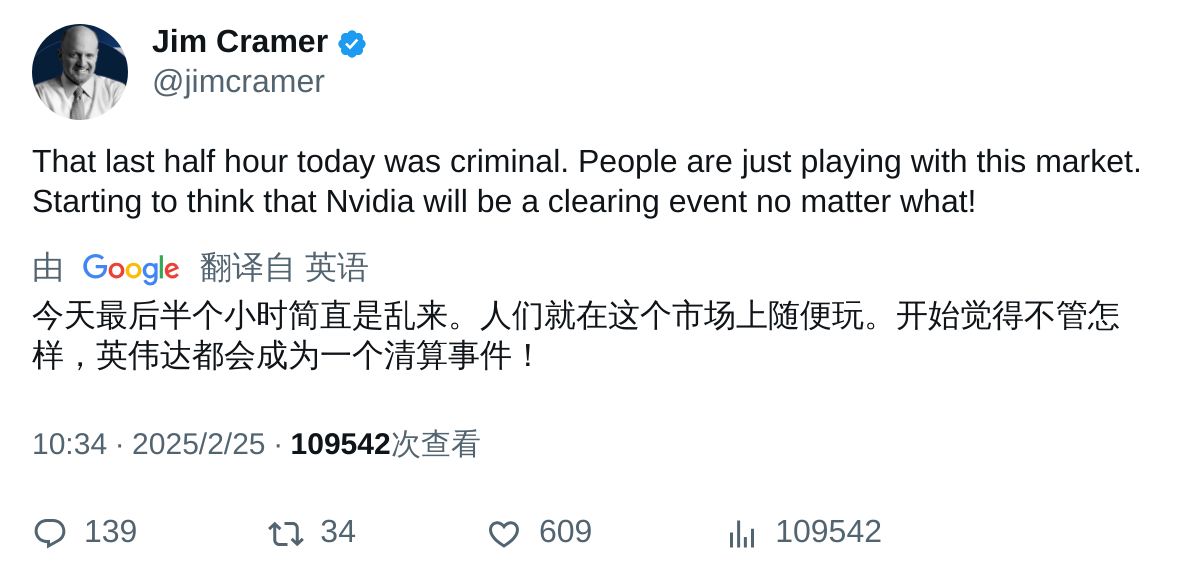 Jim Cramer
@jimcramer
That last half hour today was criminal. People are just playing with this market.
Starting to think that Nvidia will be a clearing event no matter what!
由 Google 翻译自 英语
今天最后半个小时简直是乱来。人们就在这个市场上随便玩。开始觉得不管怎
样，英伟达都会成为一个清算事件！
10:34 · 2025/2/25 · 109542次查看
139 34 609 109542